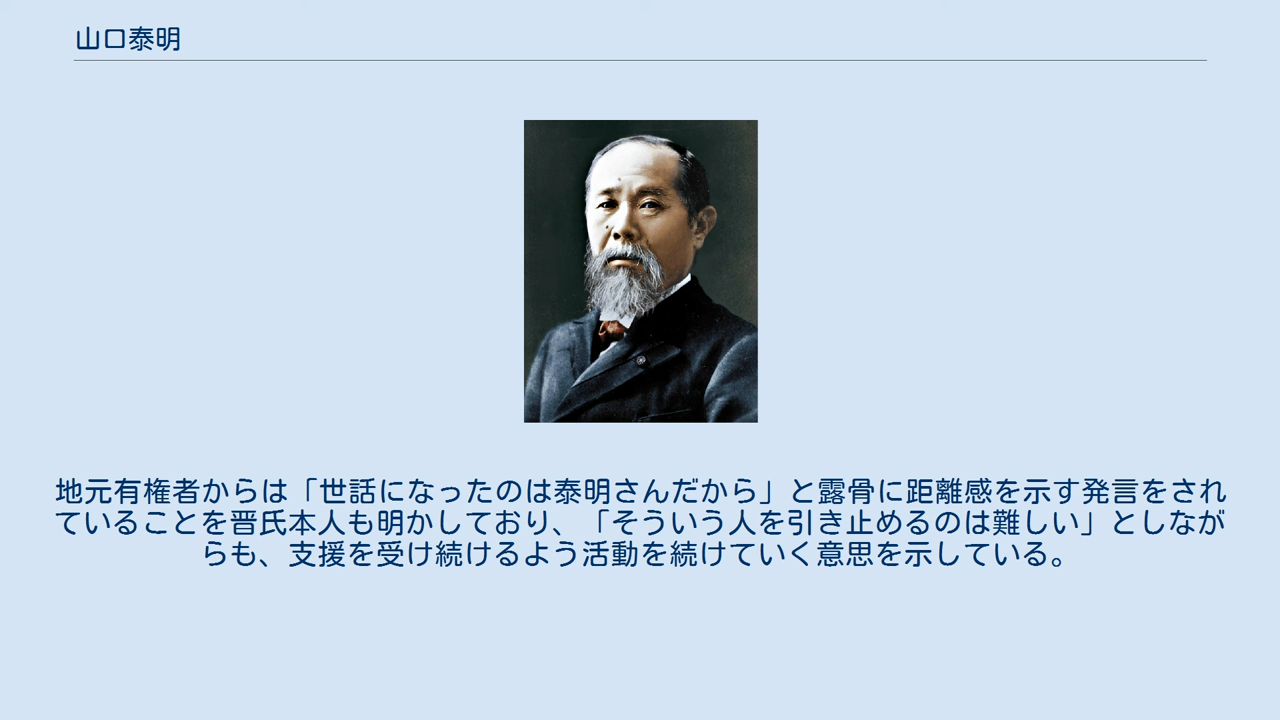 山口泰明
地元有権者からは「世話になったのは泰明さんだから」と露骨に距離感を示す発言をされ
ていることを晋氏本人も明かしており、「そういう人を引き止めるのは難しい」としなが
らも、支援を受け続けるよう活動を続けていく意思を示している。